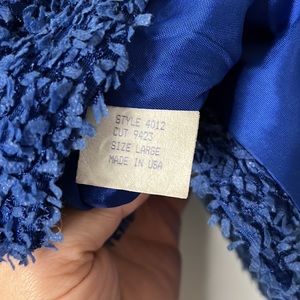 STYLE 4012
CUT 9423
SIZE LARGE
MADE IN USA